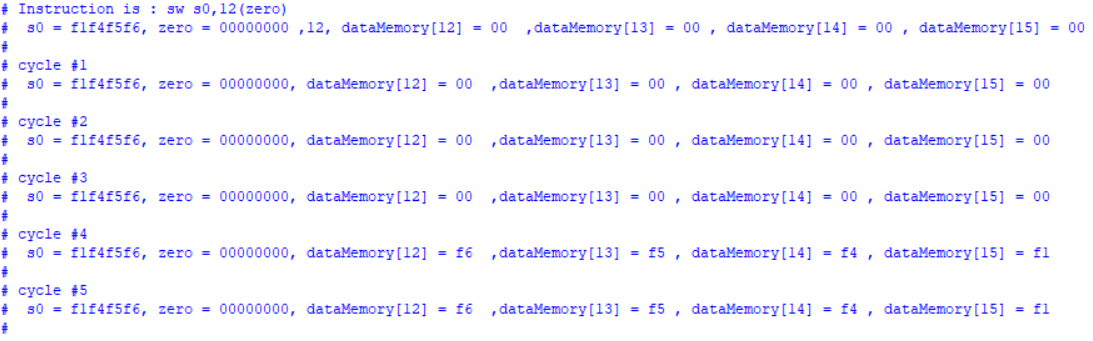 # Instruction is : sw s0,12(zero)
#  s0 = f1f4f5f6, zero = 00000000 ,12, dataMemory[12] = 00  ,dataMemory[13] = 00 , dataMemory[14] = 00 , dataMemory[15] = 00
#
# cycle #1
#  s0 = f1f4f5f6, zero = 00000000, dataMemory[12] = 00  ,dataMemory[13] = 00 , dataMemory[14] = 00 , dataMemory[15] = 00
#
# cycle #2
#  s0 = f1f4f5f6, zero = 00000000, dataMemory[12] = 00  ,dataMemory[13] = 00 , dataMemory[14] = 00 , dataMemory[15] = 00
#
# cycle #3
#  s0 = f1f4f5f6, zero = 00000000, dataMemory[12] = 00  ,dataMemory[13] = 00 , dataMemory[14] = 00 , dataMemory[15] = 00
#
# cycle #4
#  s0 = f1f4f5f6, zero = 00000000, dataMemory[12] = f6  ,dataMemory[13] = f5 , dataMemory[14] = f4 , dataMemory[15] = f1
#
# cycle #5
#  s0 = f1f4f5f6, zero = 00000000, dataMemory[12] = f6  ,dataMemory[13] = f5 , dataMemory[14] = f4 , dataMemory[15] = f1
#